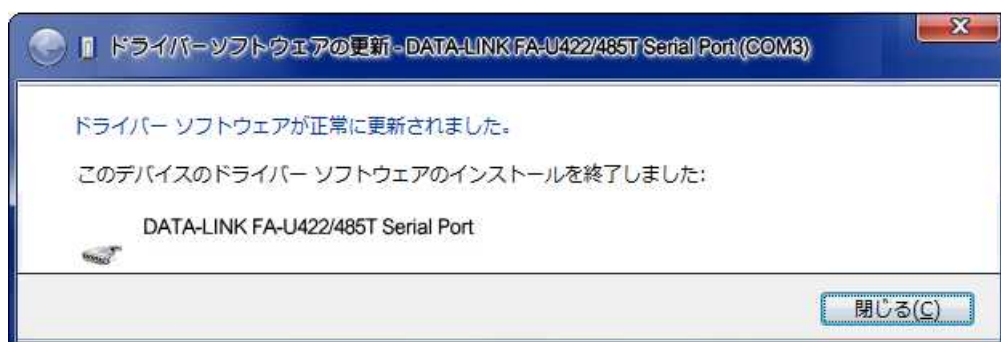 ドライバーソフトウェアの更新 - DATA-LINK FA-U422/485T Serial Port (COM3)
ドライバー ソフトウェアが正常に更新されました。
このデバイスのドライバー ソフトウェアのインストールを終了しました:
DATA-LINK FA-U422/485T Serial Port
閉じる(C)